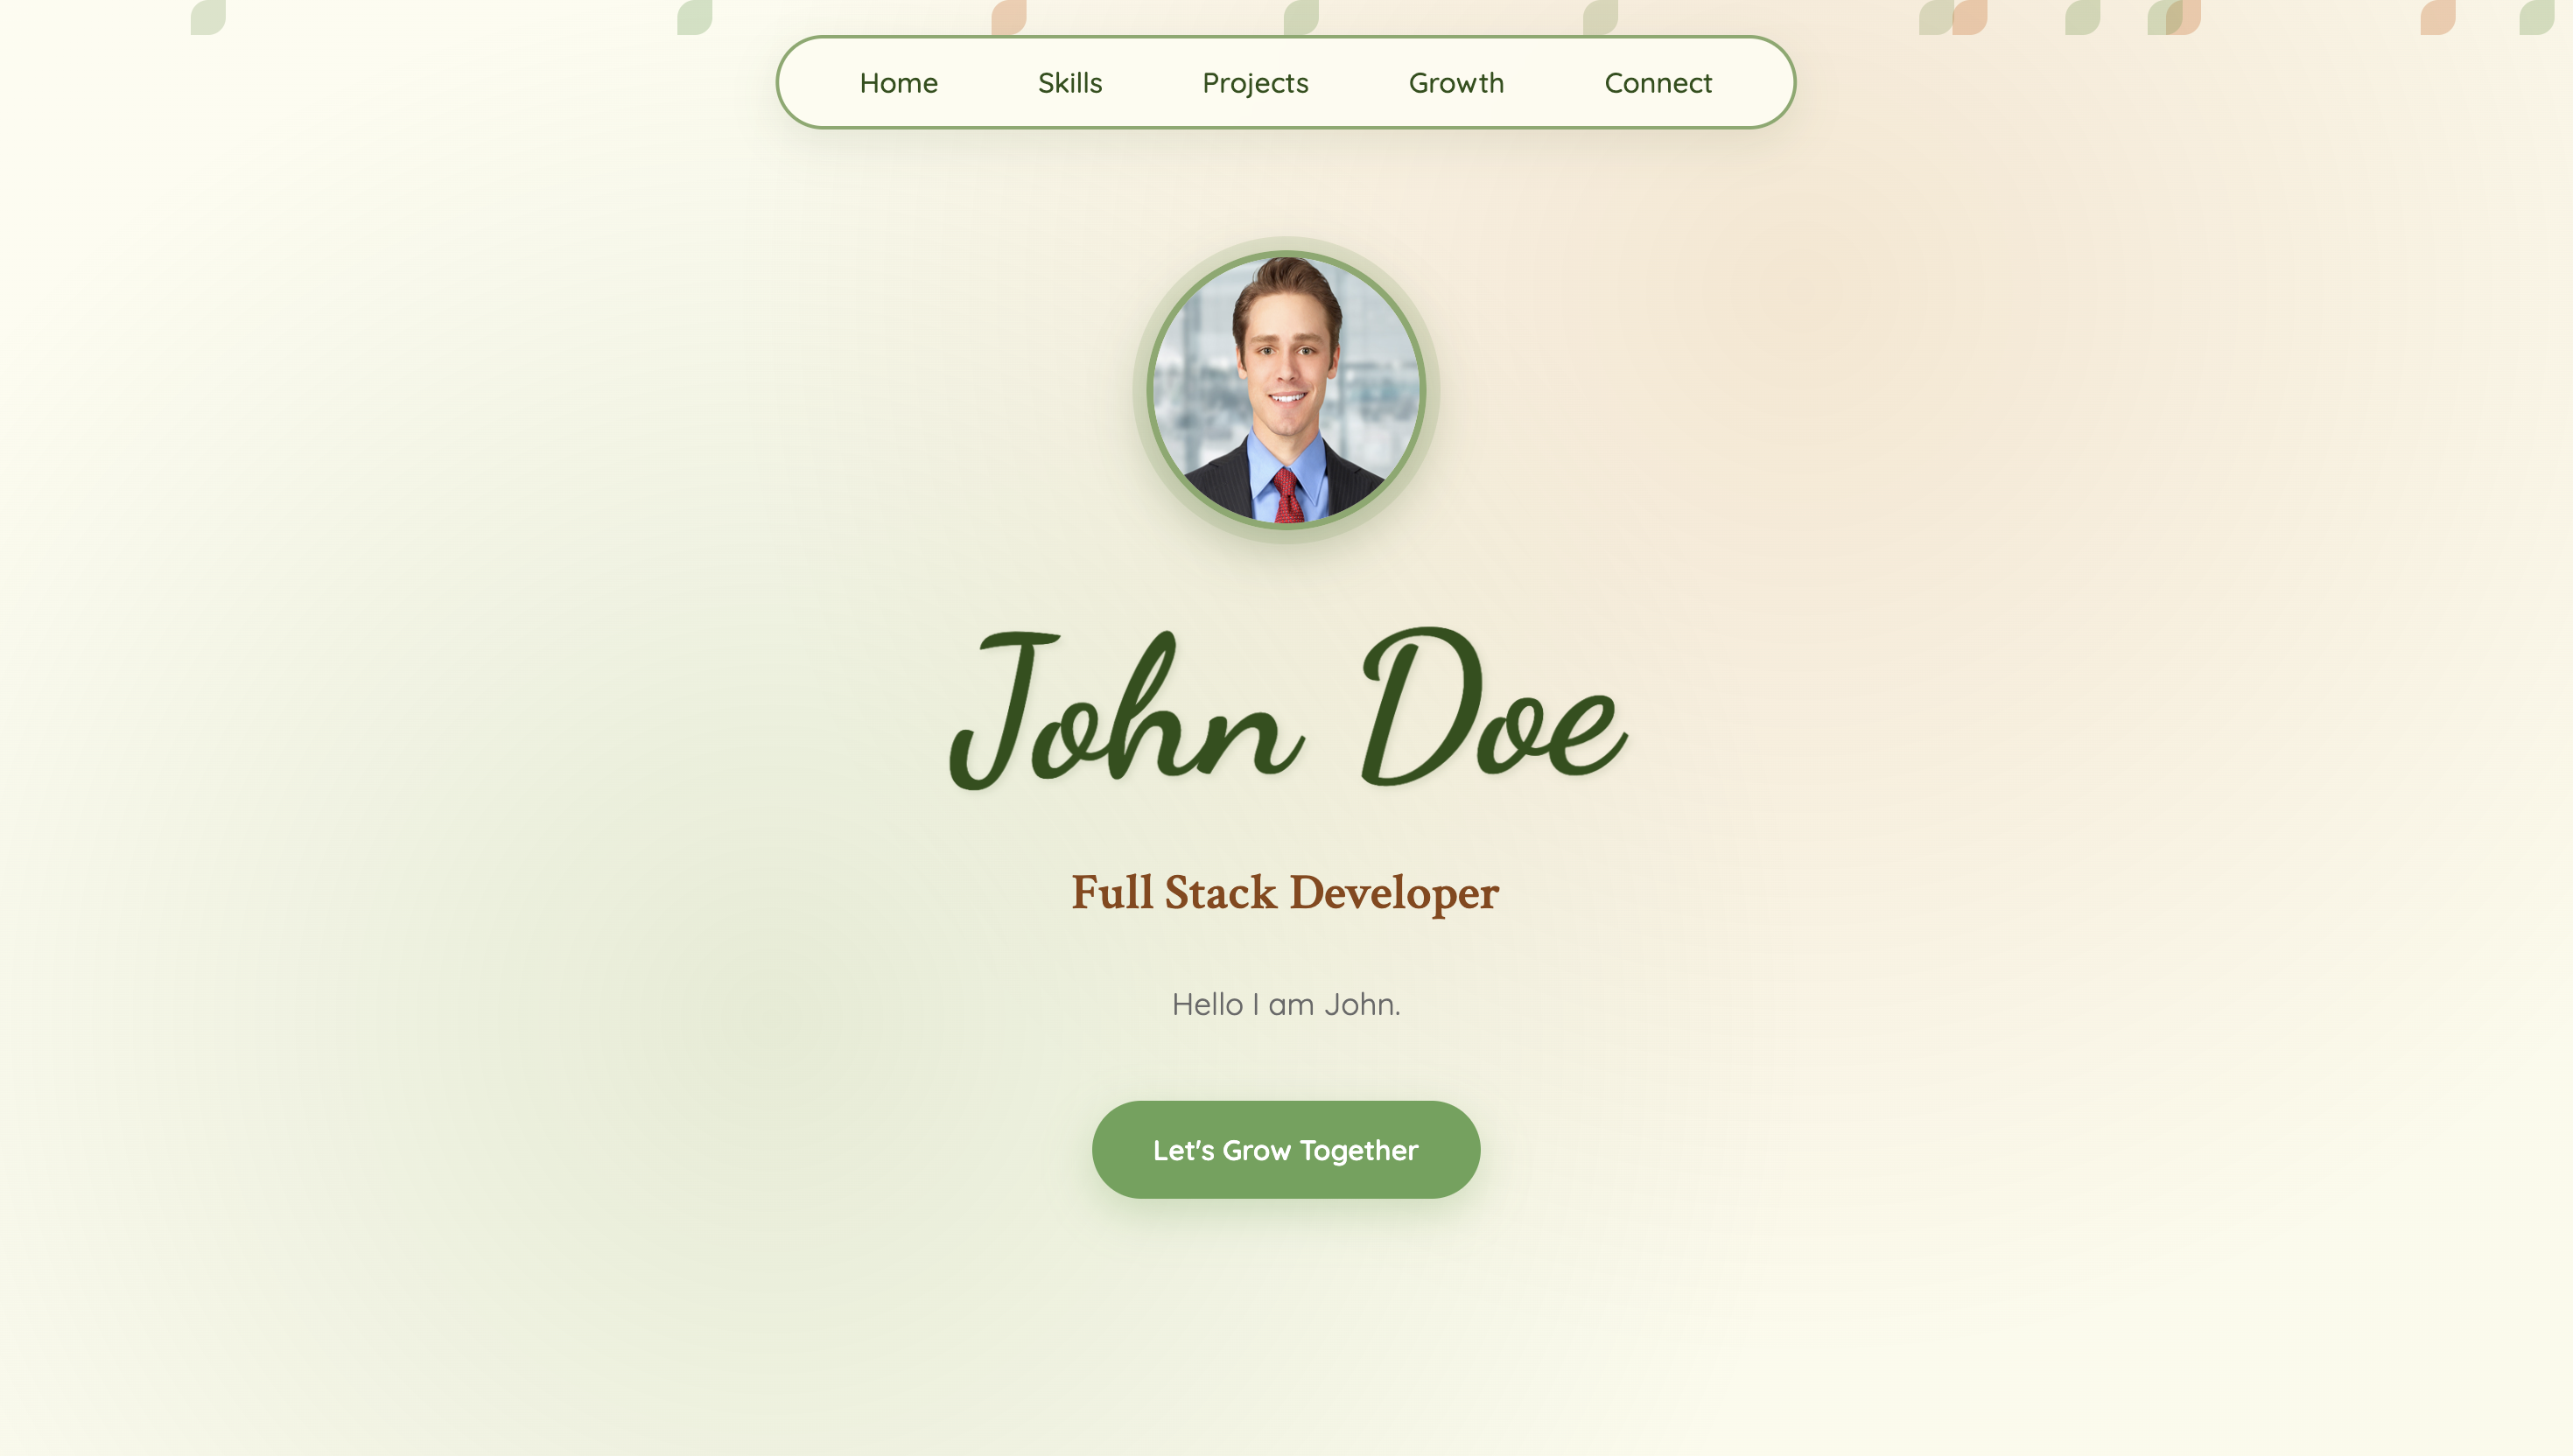 Home Skills Projects Growth Connect
John Doe
Full Stack Developer
Hello I am John.
Let's Grow Together